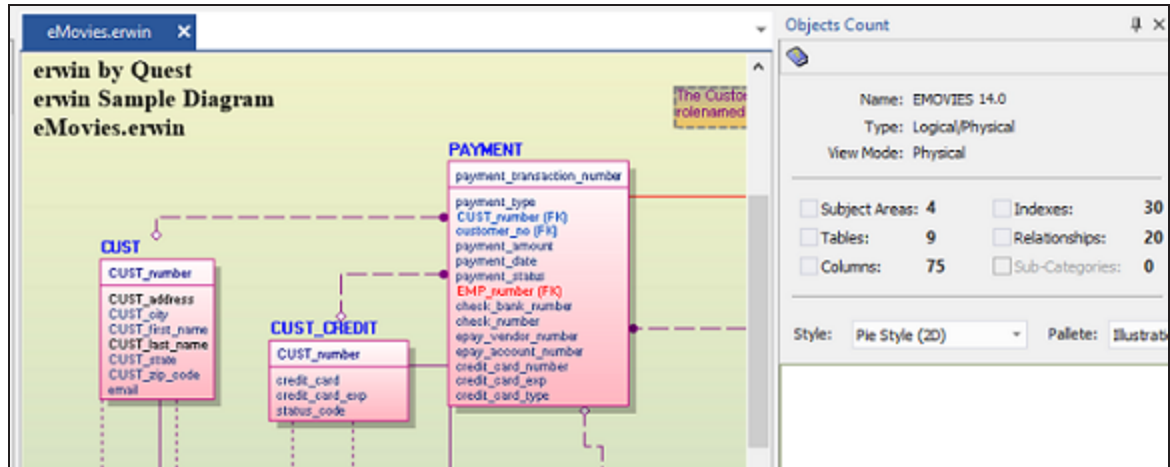 eMovies.erwin
erwin by Quest
erwin Sample Diagram
eMovies.erwin
The Custo
rolenamed
PAYMENT
payment_transaction_number
payment_type
CUST_number (FK)
customer_no (FK)
payment_amount
payment_date
payment_status
EMP_number (FK)
check_bank_number
check_number
epay_vendor_number
epay_account_number
credit_card_number
credit_card_exp
credit_card_type
CUST
CUST_number
CUST_address
CUST_city
CUST_first_name
CUST_last_name
CUST_state
CUST_zip_code
email
CUST_CREDIT
CUST_number
credit_card
credit_card_exp
status_code
Objects Count
Name: EMOVIES 14.0
Type: Logical/Physical
View Mode: Physical
Subject Areas: 4 Indexes: 30
Tables: 9 Relationships: 20
Columns: 75 Sub-Categories: 0
Style: Pie Style (2D) Pallete: Illustrati